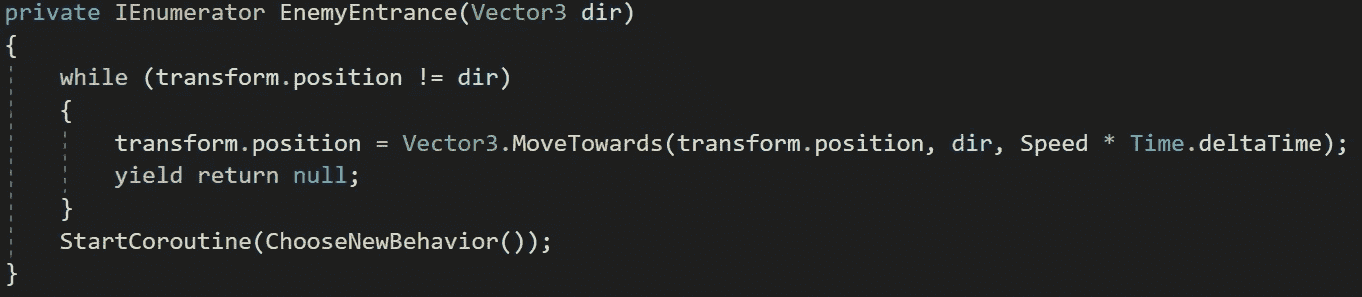 private IEnumerator EnemyEntrance(Vector3 dir)
{
while (transform.position != dir)
{
transform.position = Vector3.MoveTowards(transform.position, dir, Speed * Time.deltaTime);
yield return null;
}
StartCoroutine(ChooseNewBehavior());
}